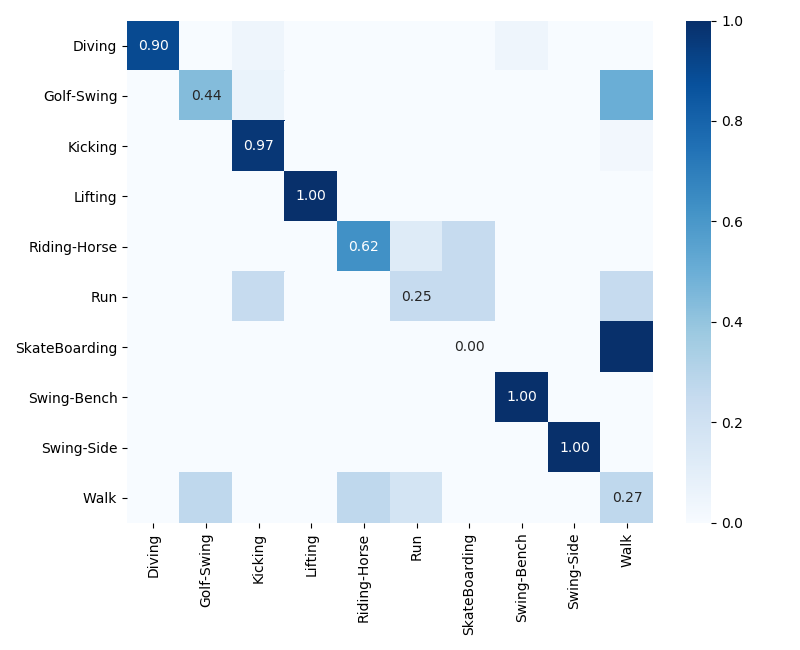 Diving 0.90
Golf-Swing 0.44
Kicking 0.97
Lifting 1.00
Riding-Horse 0.62
Run 0.25
SkateBoarding 0.00
Swing-Bench 1.00
Swing-Side 1.00
Walk 0.27
Diving
Golf-Swing
Kicking
Lifting
Riding-Horse
Run
SkateBoarding
Swing-Bench
Swing-Side
Walk
1.0
0.8
0.6
0.4
0.2
0.0